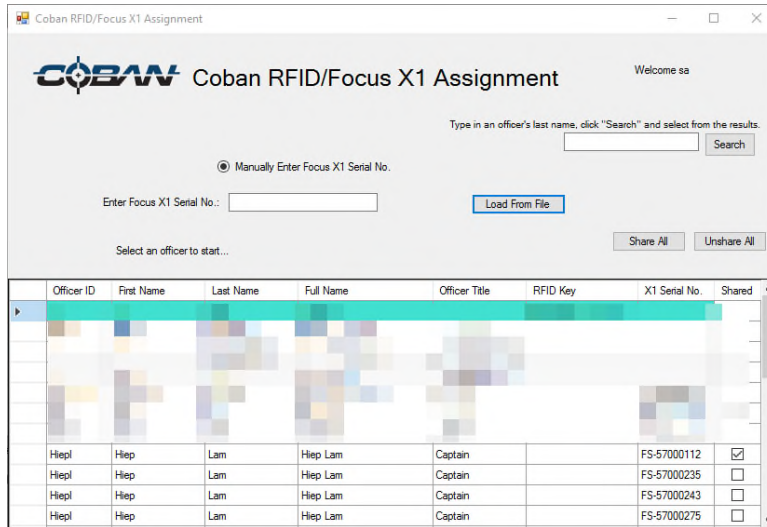 Coban RFID/Focus X1 Assignment
COBAN Coban RFID/Focus X1 Assignment
Welcome sa
Type in an officer's last name, click "Search" and select from the results.
Search
Manually Enter Focus X1 Serial No.
Enter Focus X1 Serial No.:
Load From File
Share All Unshare All
Select an officer to start...
Officer ID First Name Last Name Full Name Officer Title RFID Key X1 Serial No. Shared
Hiepl Hiep Lam Hiep Lam Captain FS-57000112
Hiepl Hiep Lam Hiep Lam Captain FS-57000235
Hiepl Hiep Lam Hiep Lam Captain FS-57000243
Hiepl Hiep Lam Hiep Lam Captain FS-57000275